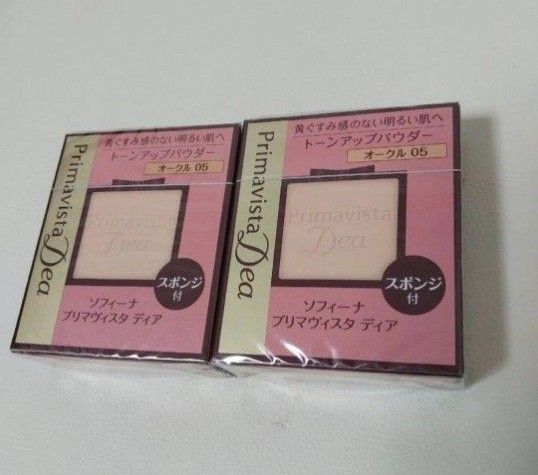 Primavista Dea
黄ぐすみ感のない明るい肌へ
トーンアップパウダー
オークル 05
Primavista
Dea
スポンジ
付
ソフィーナ
プリマヴィスタ ディア
Primavista Dea
黄ぐすみ感のない明るい肌へ
トーンアップパウダー
オークル 05
Primavista
Dea
スポンジ
付
ソフィーナ
プリマヴィスタ ディア